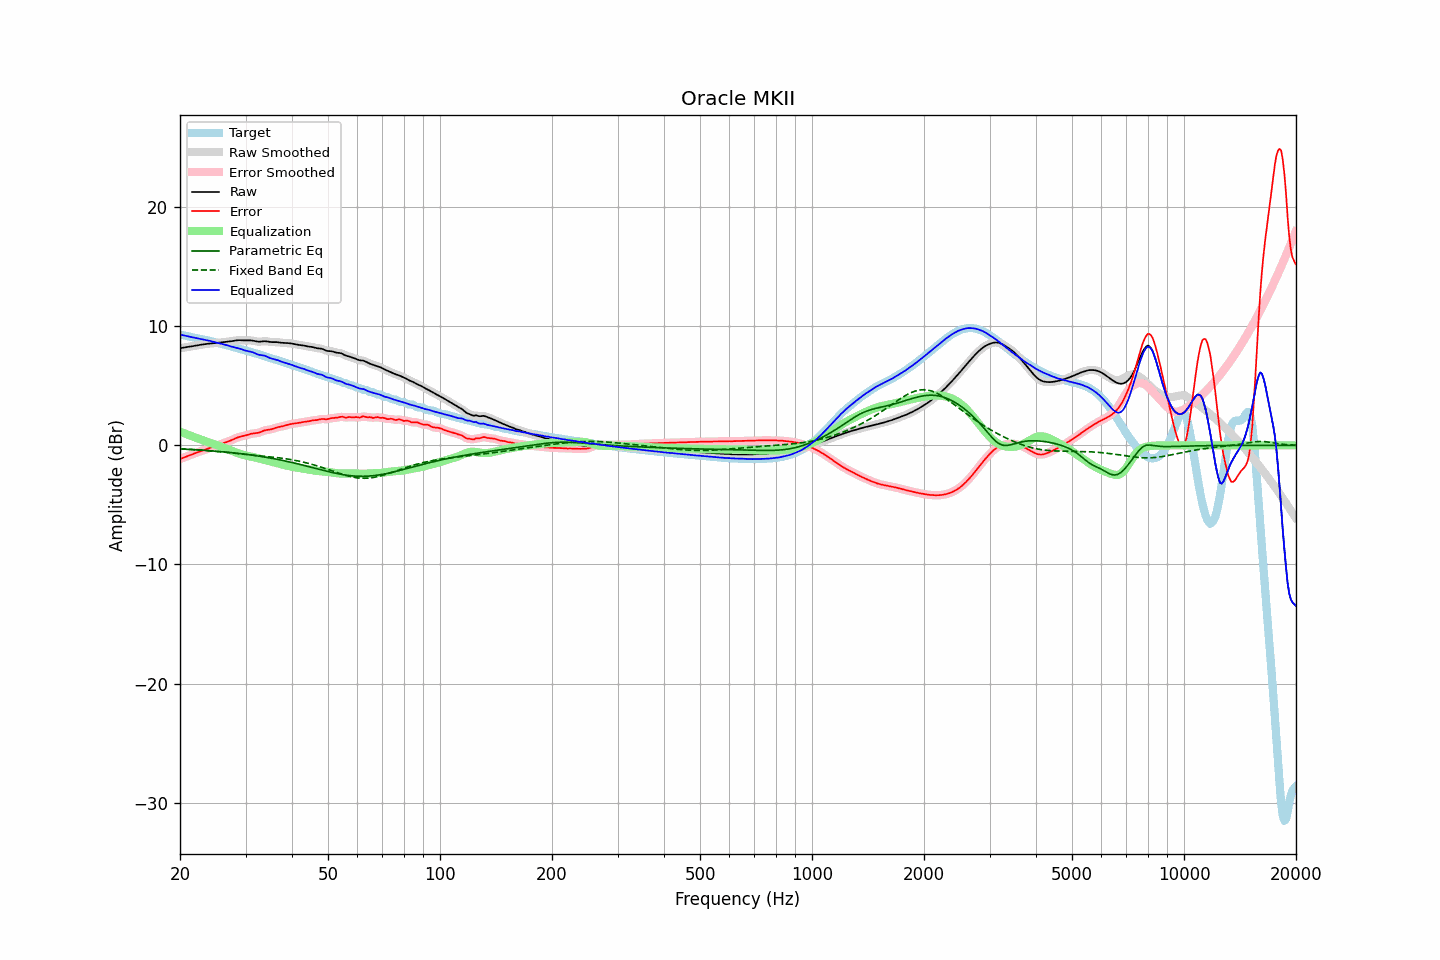 Oracle MKII
Target
Raw Smoothed
Error Smoothed
Raw
Error
Equalization
Parametric Eq
Fixed Band Eq
Equalized
Amplitude (dBr)
20
10
0
−10
−20
−30
20 50 100 200 500 1000 2000 5000 10000 20000
Frequency (Hz)